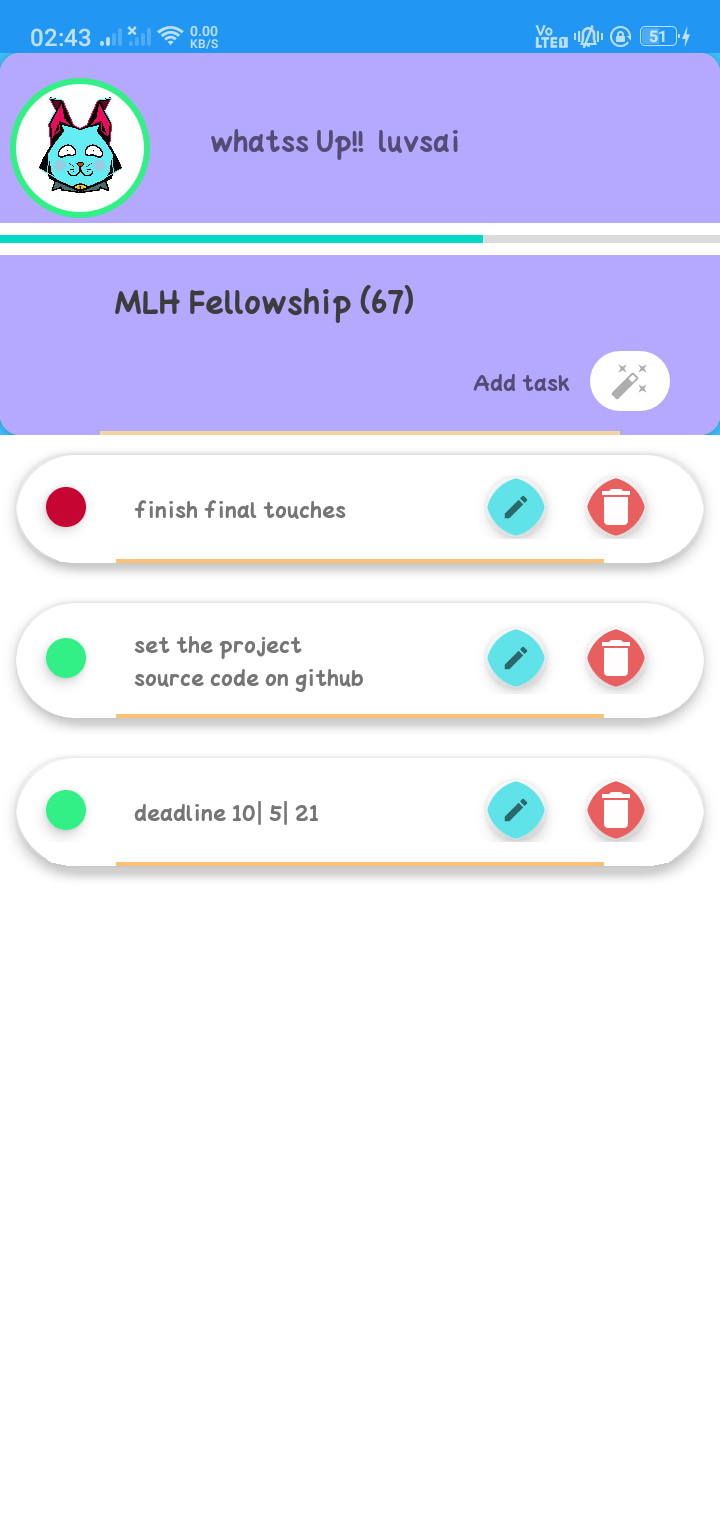 02:43
0.00
KB/S
Vo
LTE 1
51
whatss Up!! luvsai
MLH Fellowship (67)
Add task
finish final touches
set the project
source code on github
deadline 10| 5| 21